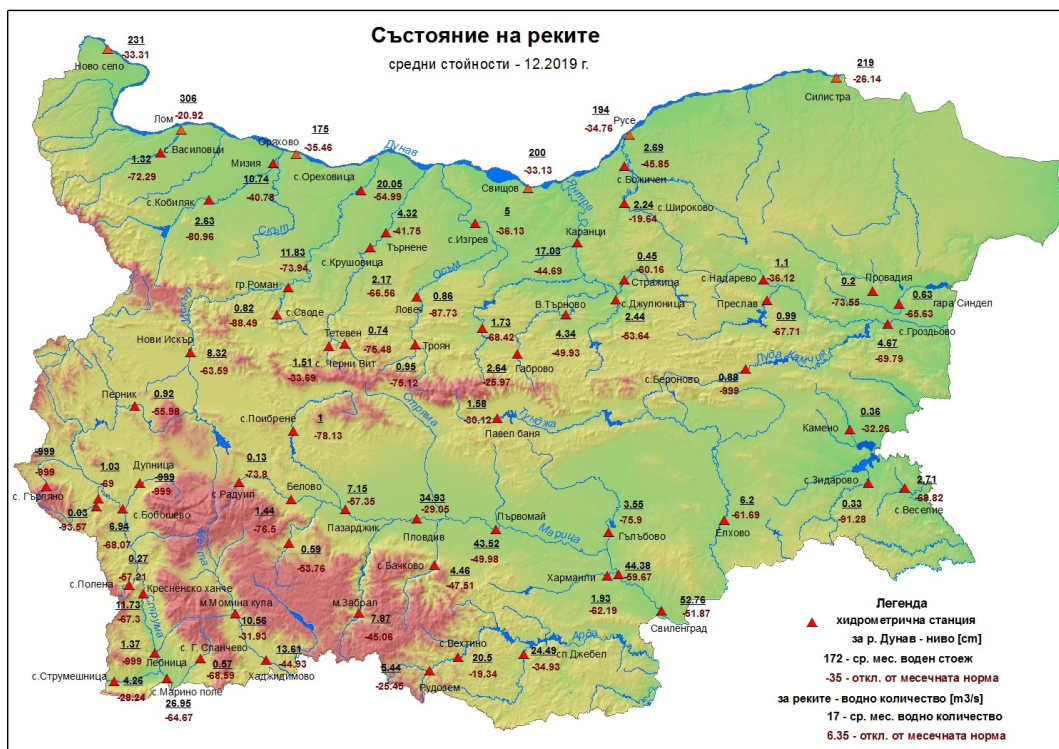 Състояние на реките
средни стойности - 12.2019 г.
231
-33.31
Ново село
219
-26.14
Силистра
306
-20.92
Лом
194
-34.76
Русе
175
-35.46
Оряхово
Дунав
200
-33.13
Свищов
Янтра
2.69
-45.85
с.Божичен
с.Василовци
1.32
-72.29
Мизия
10.74
-40.78
с.Ореховица
20.05
-54.99
2.24
-19.64
с.Широково
с.Кобиляк
2.63
-80.96
Скът
4.32
-41.75
Търнене
с.Крушовица
5
-36.13
с.Изгрев
Каранци
17.03
-44.69
11.83
-73.94
гр.Роман
2.17
-66.56
Осъм
0.45
-60.16
Стражица
1.1
-36.12
с.Надарево
0.2
-73.55
Провадия
0.63
-65.63
гара Синдел
0.82
-88.49
с.Своде
0.86
-87.73
Ловеч
В.Търново
с.Джулюница
2.44
-53.64
Преслав
0.99
-67.71
с.Гроздьово
4.67
-69.79
Искър
Нови Искър
8.32
-63.59
Тетевен
0.74
-75.48
с. Черни Вит
1.51
-33.69
Троян
0.95
-75.12
1.73
-68.42
4.34
-49.93
Габрово
2.64
-25.97
Луда Камчия
с.Бероново
0.88
-999
Перник
0.92
-55.98
с.Поибрене
1
-78.13
Стряма
1.58
-30.12
Павел баня
Тунджа
0.36
-32.26
Камено
-999
-999
с. Гърляно
1.03
-69
Дупница
-999
-999
0.13
-73.8
с.Радуил
Белово
1.44
-76.5
7.15
-57.35
Пазарджик
34.93
-29.05
Пловдив
Първомай
43.52
-49.98
Марица
3.55
-75.9
Гълъбово
6.2
-61.69
Елхово
с.Зидарово
0.33
-91.28
2.71
-69.82
с.Веселие
0.03
-93.57
с.Бобошево
6.94
-68.07
Места
0.59
-53.76
с.Бачково
4.46
-47.51
Харманли
1.93
-62.19
44.38
-59.67
52.76
-51.87
Свиленград
0.27
-57.21
с.Полена
Кресненско ханче
11.73
-67.3
Струма
м.Момина кула
10.56
-31.93
м.Забрал
7.97
-45.06
Арда
1.37
-999
Лебница
с. Г. Спанчево
0.57
-68.59
13.61
-44.93
Хаджидимово
с.Вехтино
20.5
-19.34
5.44
-25.45
Рудозем
24.49
-34.93
сп.Джебел
с.Струмешница
4.26
-28.24
с.Марино поле
26.95
-64.67
Легенда
хидрометрична станция
за р. Дунав - ниво [cm]
172 - ср. мес. воден стоеж
-35 - откл. от месечната норма
за реките - водно количество [m3/s]
17 - ср. мес. водно количество
6.35 - откл. от месечната норма